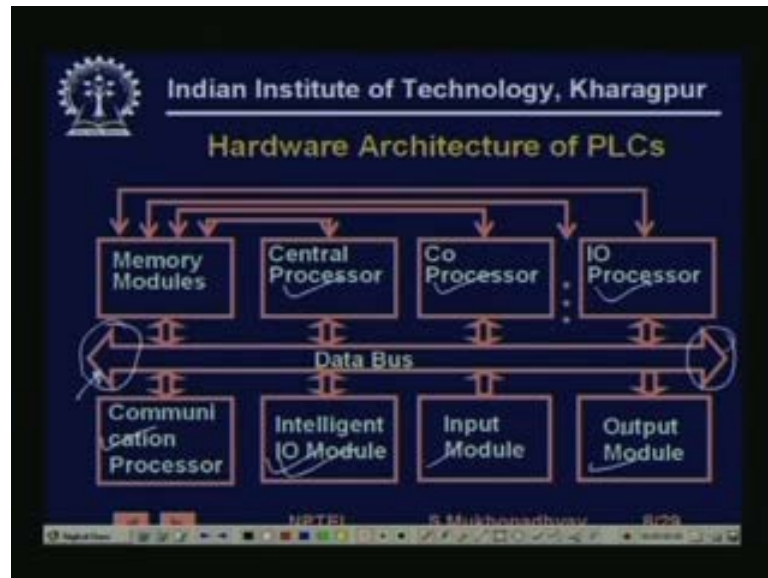 Indian Institute of Technology, Kharagpur
Hardware Architecture of PLCs
Memory
Modules
Central
Processor
Co
Processor
IO
Processor
Data Bus
Communi
cation
Processor
Intelligent
IO Module
Input
Module
Output
Module
NPTEL
S.Mukhopadhyay
8/29